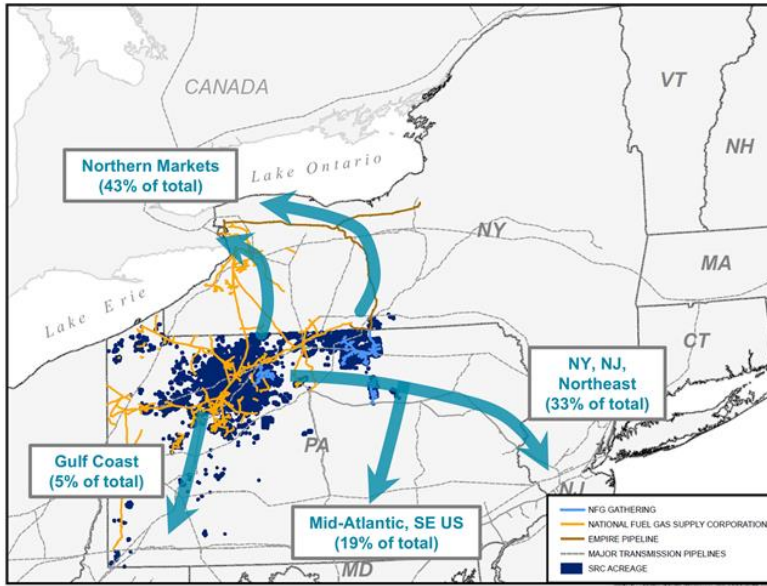 CANADA
VT
NH
Northern Markets
(43% of total)
Lake Ontario
NY
MA
Lake Erie
CT
NY, NJ,
Northeast
(33% of total)
PA
Gulf Coast
(5% of total)
NJ
Mid-Atlantic, SE US
(19% of total)
MD
NFG GATHERING
NATIONAL FUEL GAS SUPPLY CORPORATION
EMPIRE PIPELINE
MAJOR TRANSMISSION PIPELINES
SRC ACREAGE